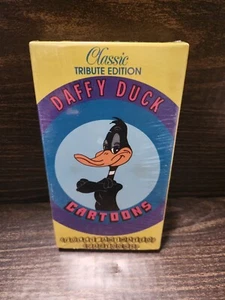 Classic
TRIBUTE EDITION
DAFFY DUCK
CARTOONS